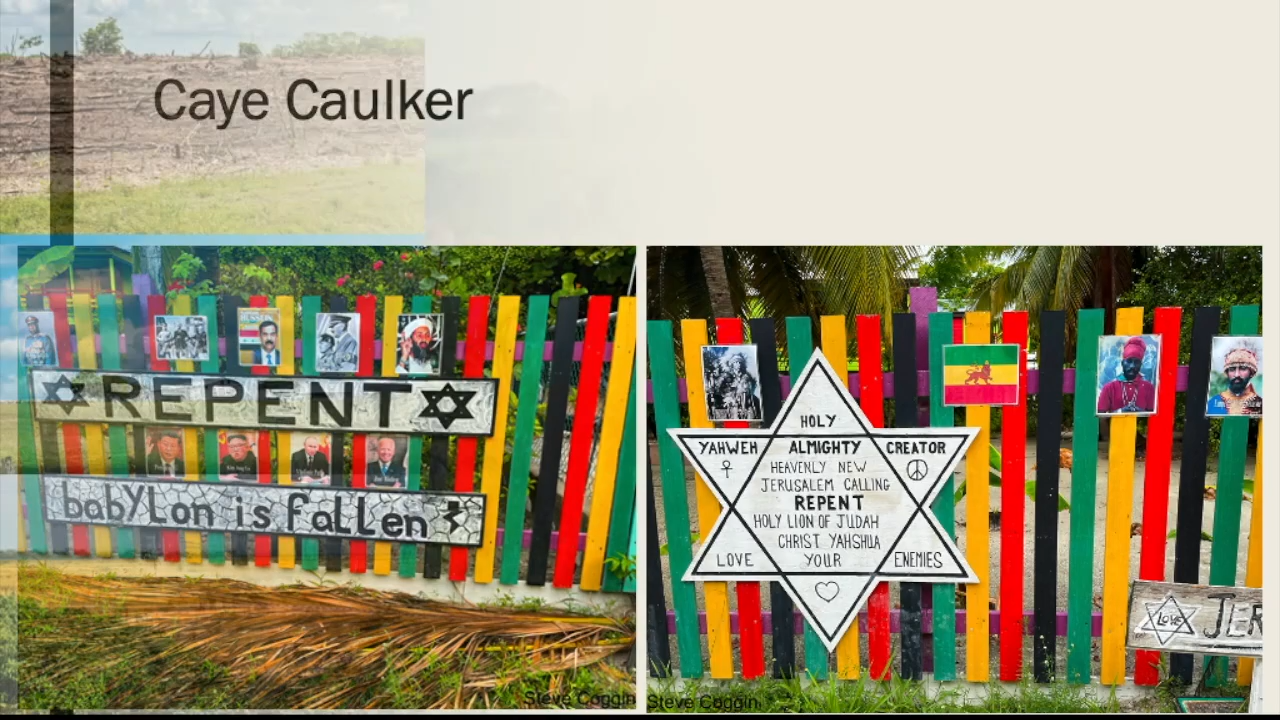 Caye Caulker
REPENT
babYLon is faLLen
HOLY
YAHWEH ALMIGHTY CREATOR
HEAVENLY NEW
JERUSALEM CALLING
REPENT
HOLY LION OF JUDAH
CHRIST YAHSHUA
LOVE YOUR ENEMIES
LOVE
JER
Steve Coggin
Steve Coggin